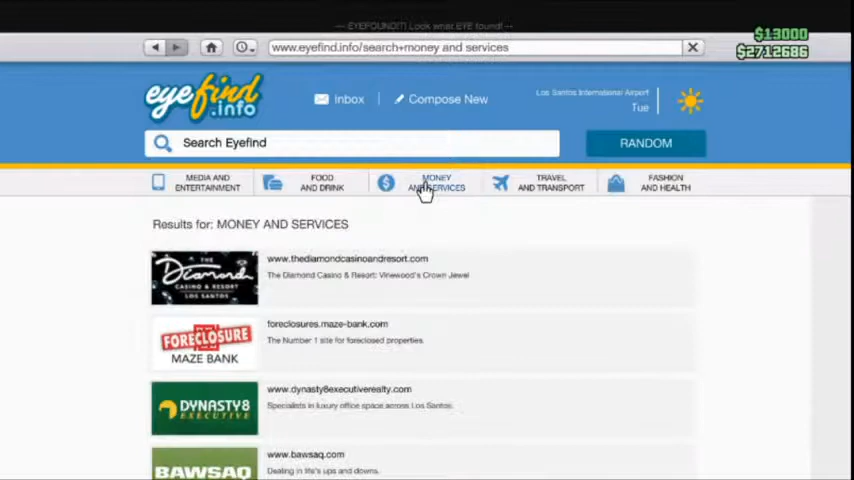 --- EYEFOUND!!! Look what EYE found! ---
$13000
$2712686
www.eyefind.info/search+money and services
eyefind.info
Inbox
Compose New
Los Santos International Airport
Tue
Search Eyefind
RANDOM
MEDIA AND ENTERTAINMENT
FOOD AND DRINK
MONEY AND SERVICES
TRAVEL AND TRANSPORT
FASHION AND HEALTH
Results for: MONEY AND SERVICES
THE Diamond CASINO & RESORT LOS SANTOS
www.thediamondcasinoandresort.com
The Diamond Casino & Resort: Vinewood's Crown Jewel
FORECLOSURE MAZE BANK
foreclosures.maze-bank.com
The Number 1 site for foreclosed properties.
DYNASTY8 EXECUTIVE
www.dynasty8executiverealty.com
Specialists in luxury office space across Los Santos.
BAWSAQ
www.bawsaq.com
Dealing in life's ups and downs.